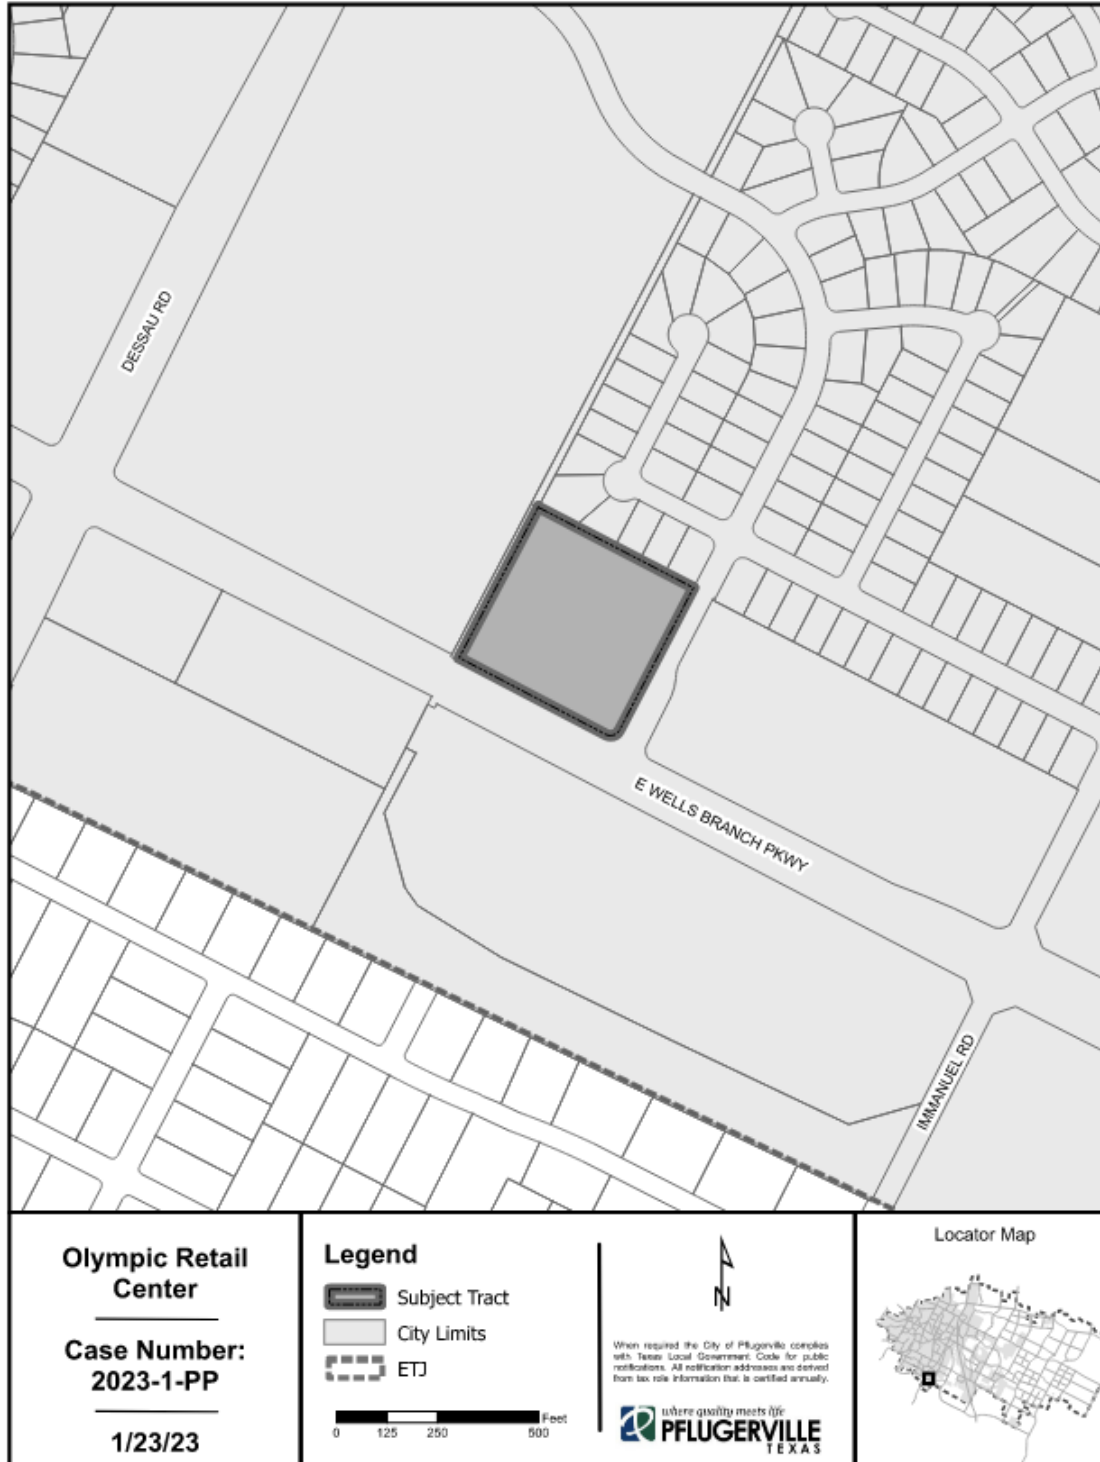 DESSAU RD
E WELLS BRANCH PKWY
IMMANUEL RD
Olympic Retail
Center
Case Number:
2023-1-PP
1/23/23
Legend
Subject Tract
City Limits
ETJ
0 125 250 500 Feet
N
When required the City of Pflugerville complies
with Texas Local Government Code for public
notifications. All notification addresses are derived
from tax role information that is certified annually.
where quality meets life
PFLUGERVILLE
TEXAS
Locator Map